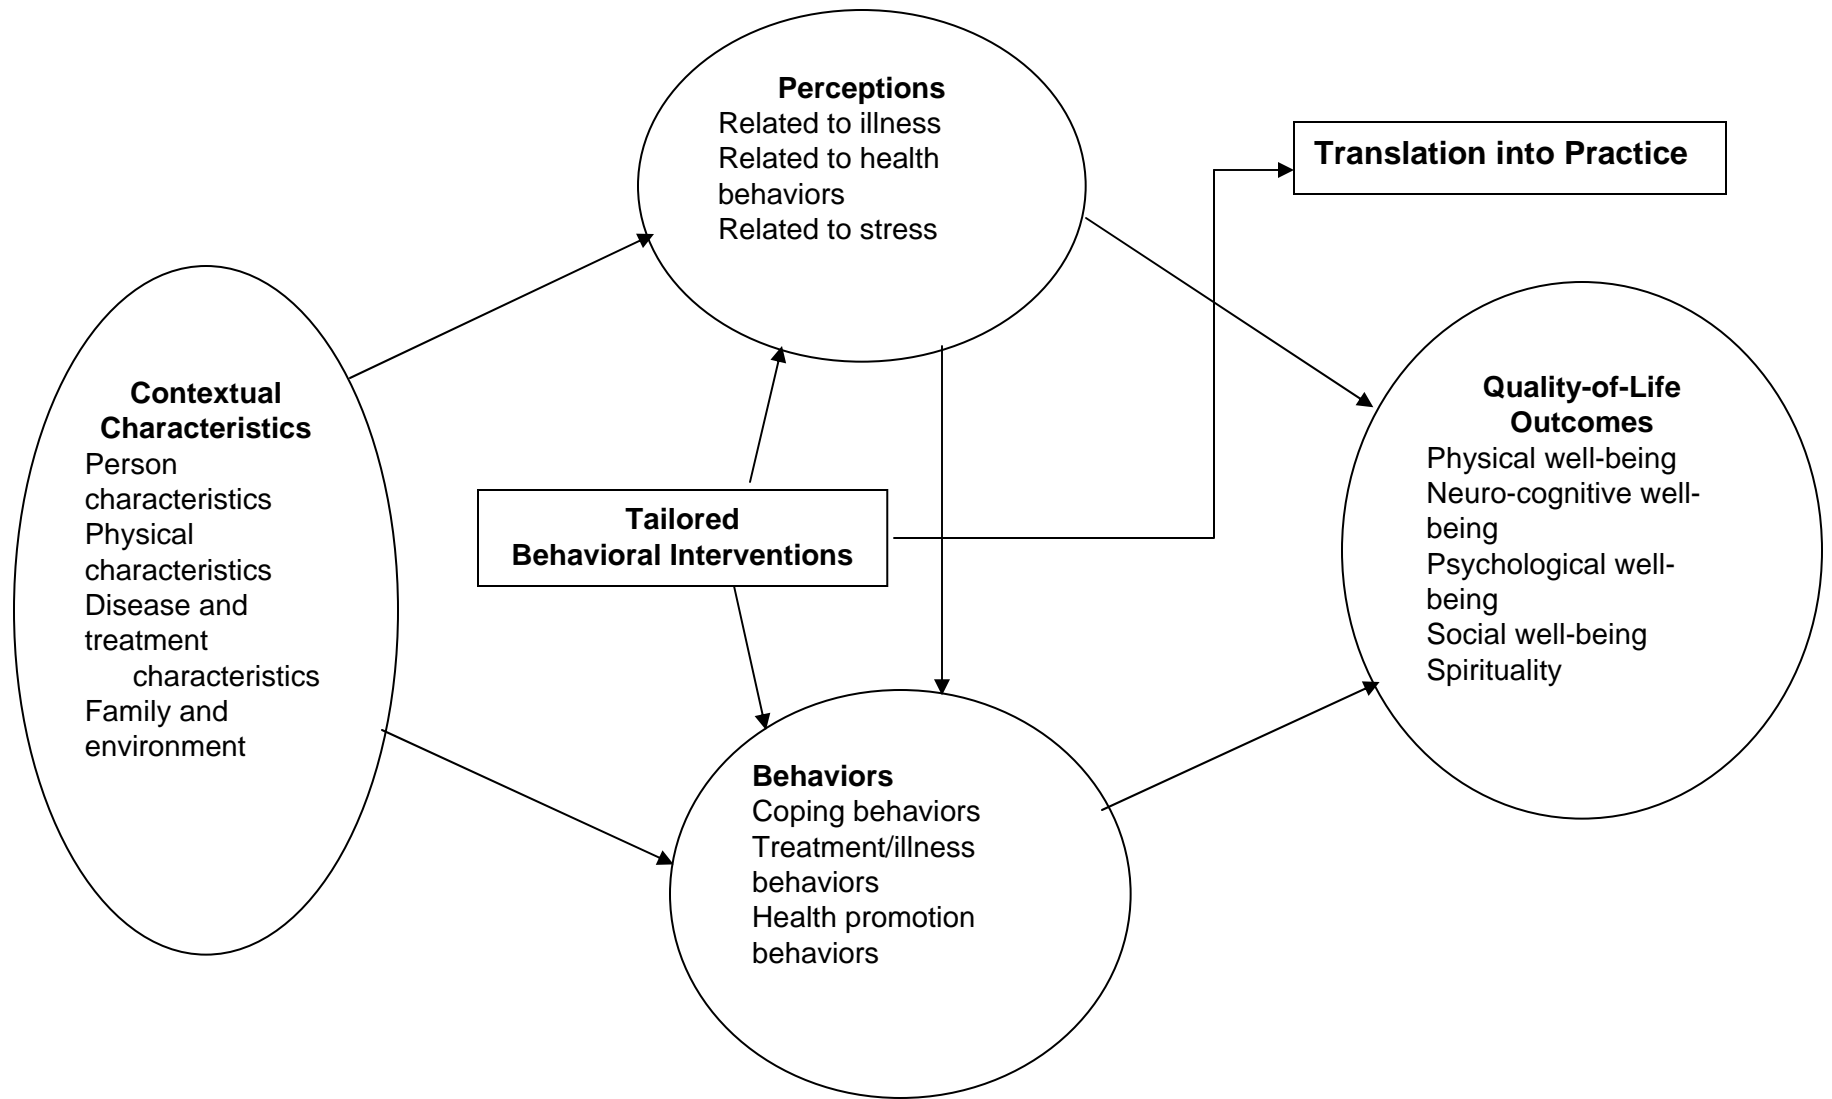 Perceptions
Related to illness
Related to health
behaviors
Related to stress
Translation into Practice
Contextual
Characteristics
Person
characteristics
Physical
characteristics
Disease and
treatment
characteristics
Family and
environment
Tailored
Behavioral Interventions
Quality-of-Life
Outcomes
Physical well-being
Neuro-cognitive well-
being
Psychological well-
being
Social well-being
Spirituality
Behaviors
Coping behaviors
Treatment/illness
behaviors
Health promotion
behaviors